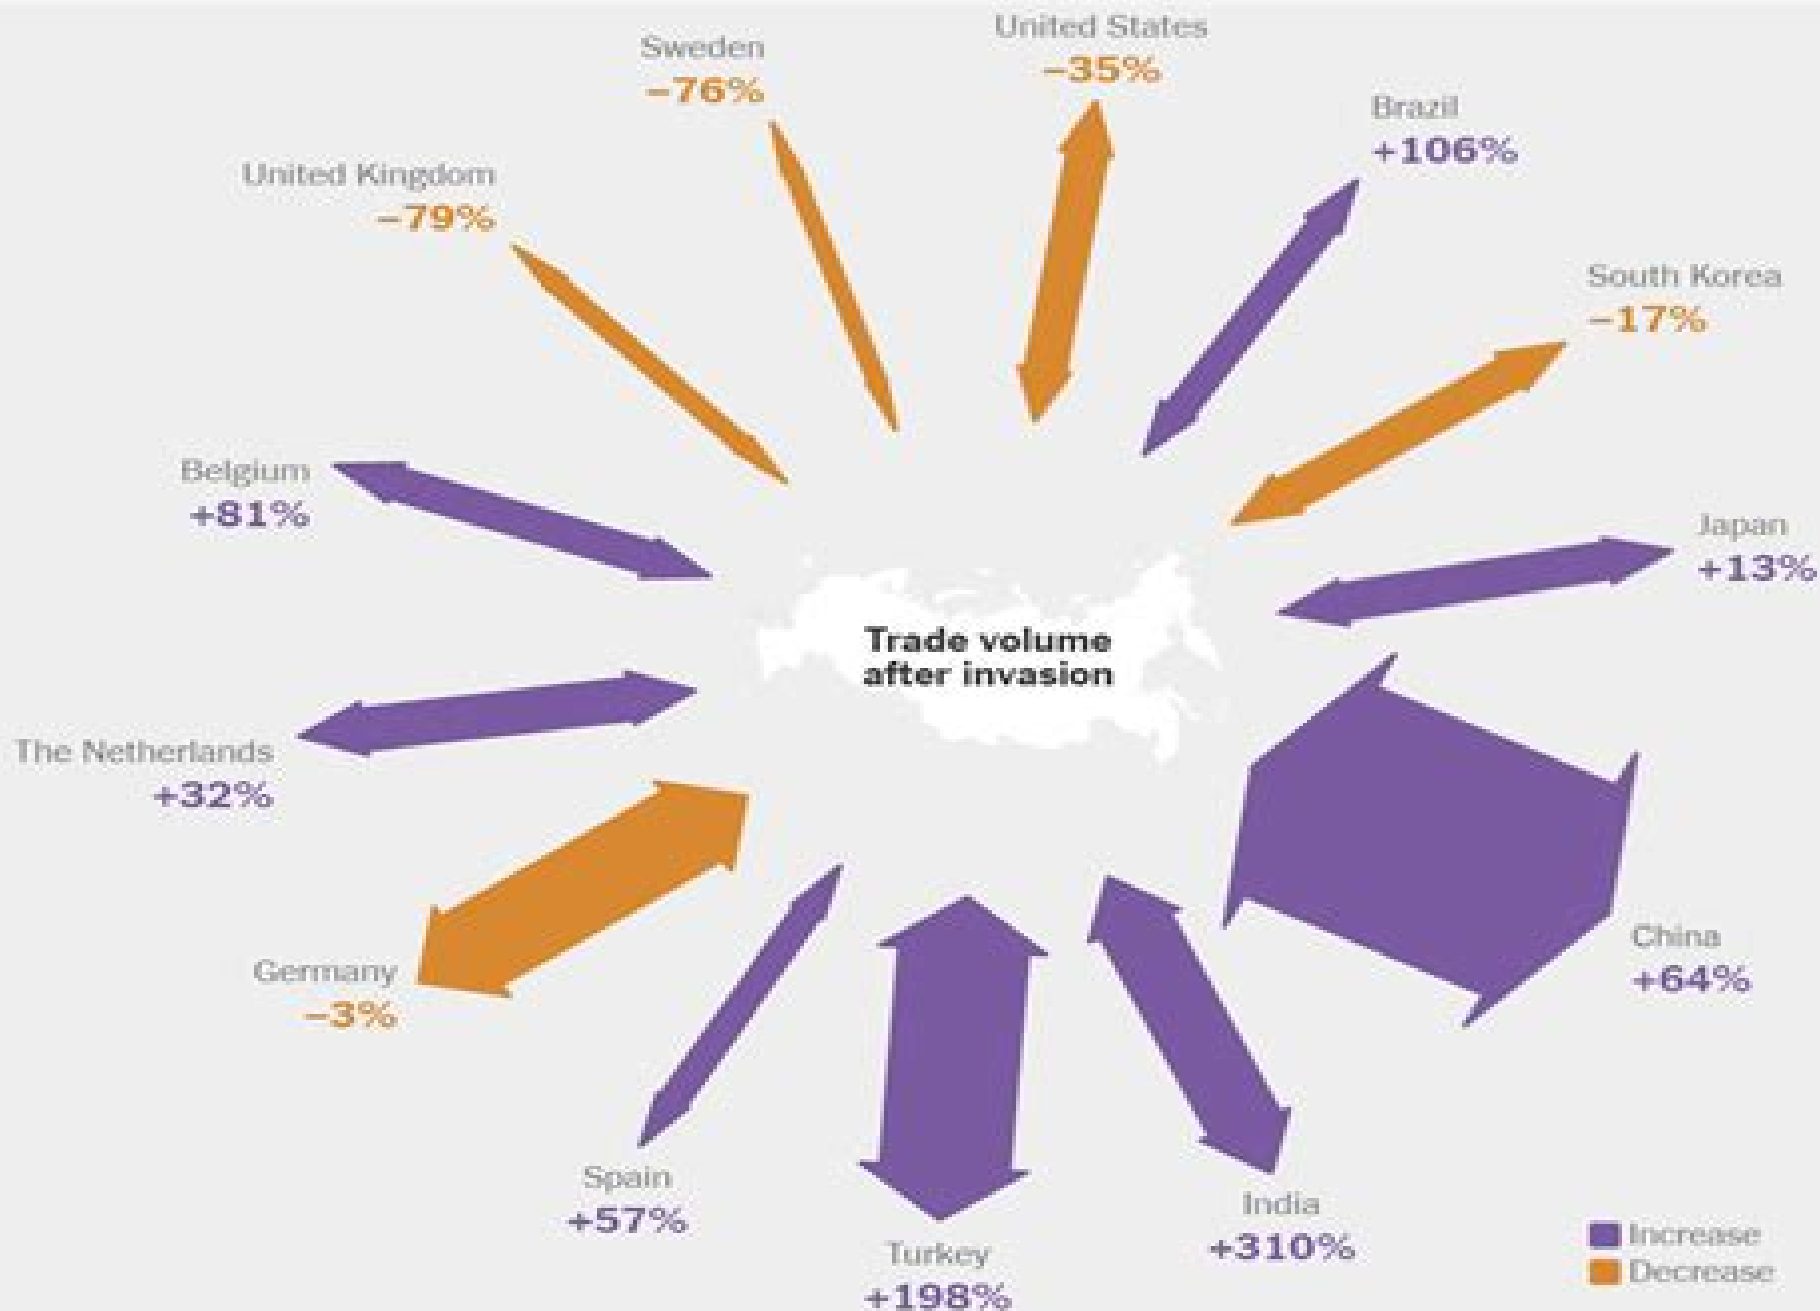 United States
–35%
Sweden
–76%
Brazil
+106%
United Kingdom
–79%
South Korea
–17%
Belgium
+81%
Japan
+13%
Trade volume
after invasion
The Netherlands
+32%
China
+64%
Germany
–3%
Spain
+57%
India
+310%
Turkey
+198%
Increase
Decrease